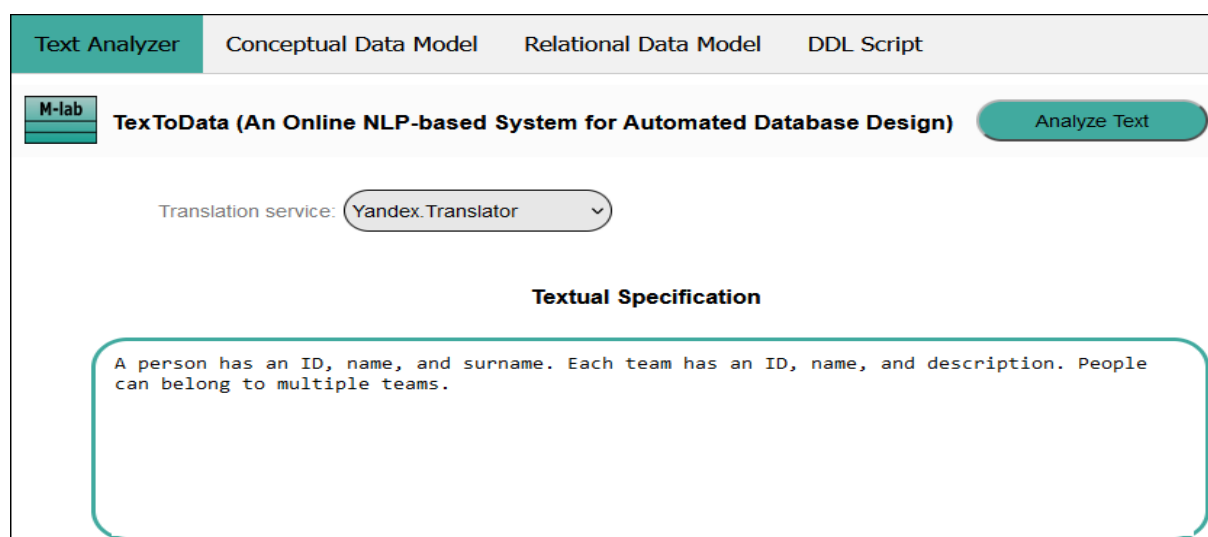 Text Analyzer Conceptual Data Model Relational Data Model DDL Script
M-lab
TexToData (An Online NLP-based System for Automated Database Design) Analyze Text
Translation service: Yandex.Translator
Textual Specification
A person has an ID, name, and surname. Each team has an ID, name, and description. People
can belong to multiple teams.